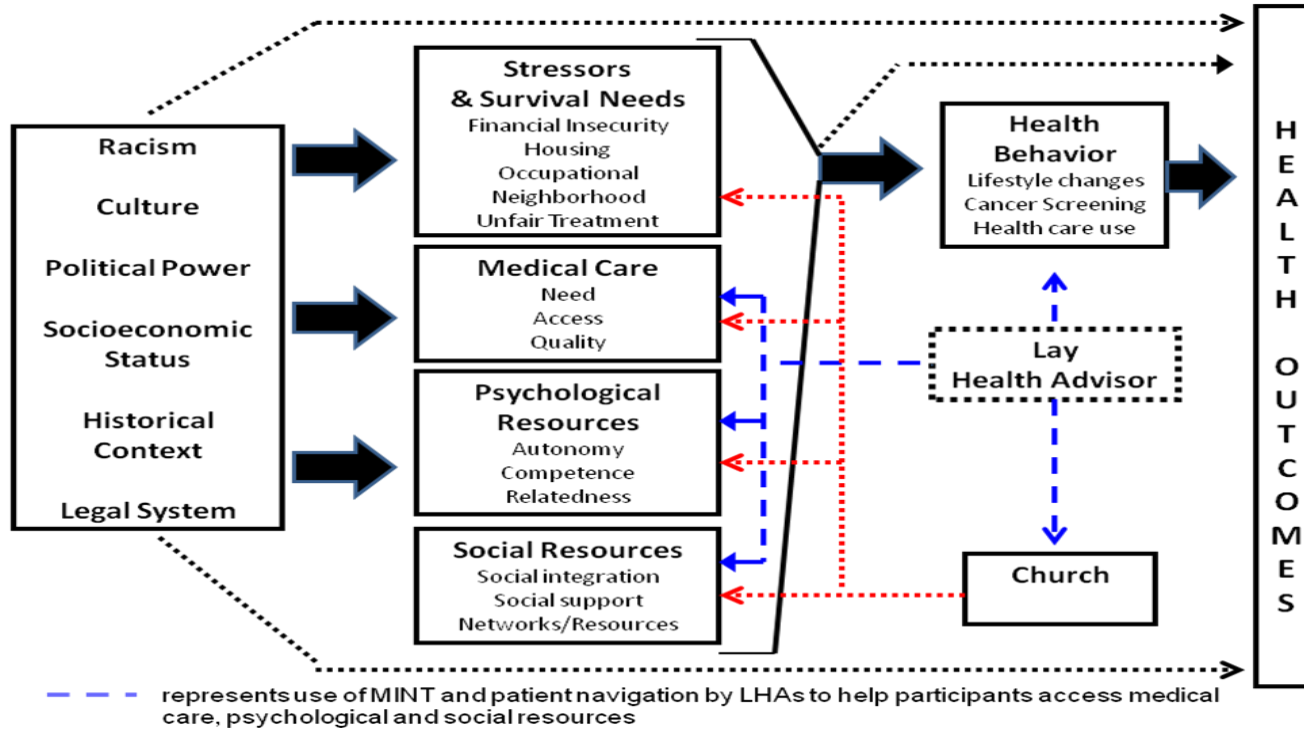 Racism
Culture
Political Power
Socioeconomic
Status
Historical
Context
Legal System
Stressors
& Survival Needs
Financial Insecurity
Housing
Occupational
Neighborhood
Unfair Treatment
Medical Care
Need
Access
Quality
Psychological
Resources
Autonomy
Competence
Relatedness
Social Resources
Social integration
Social support
Networks/Resources
Health
Behavior
Lifestyle changes
Cancer Screening
Health care use
Lay
Health Advisor
Church
HEALTH OUTCOMES
represents use of MINT and patient navigation by LHAs to help participants access medical
care, psychological and social resources